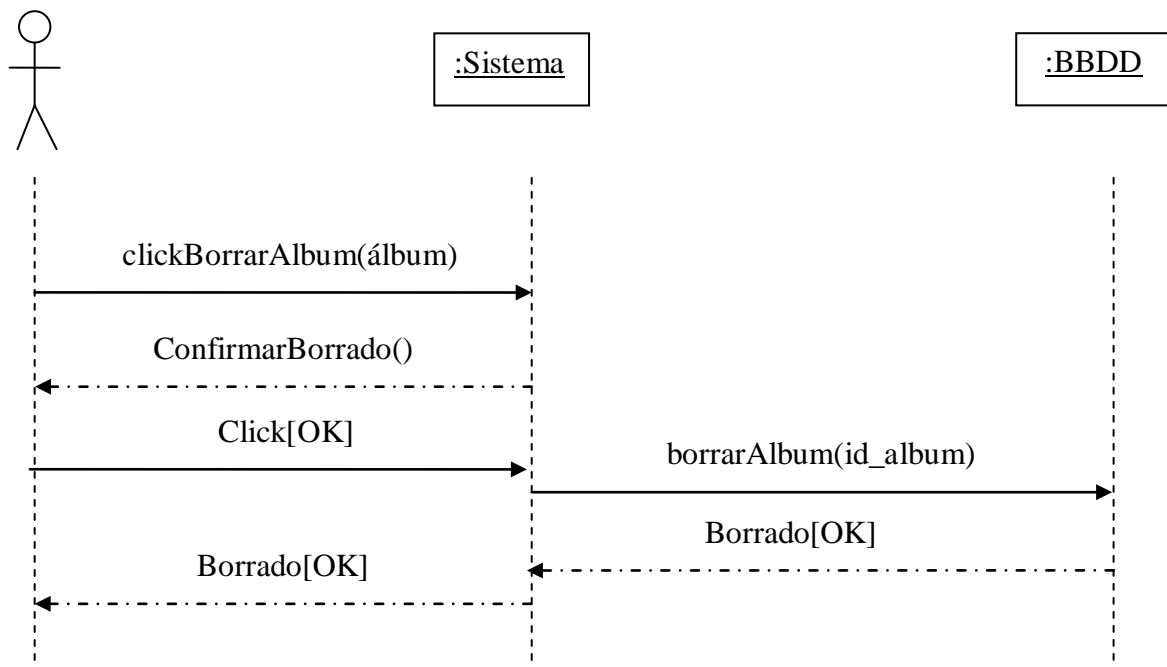 :Sistema
:BBDD
clickBorrarAlbum(álbum)
ConfirmarBorrado()
Click[OK]
borrarAlbum(id_album)
Borrado[OK]
Borrado[OK]